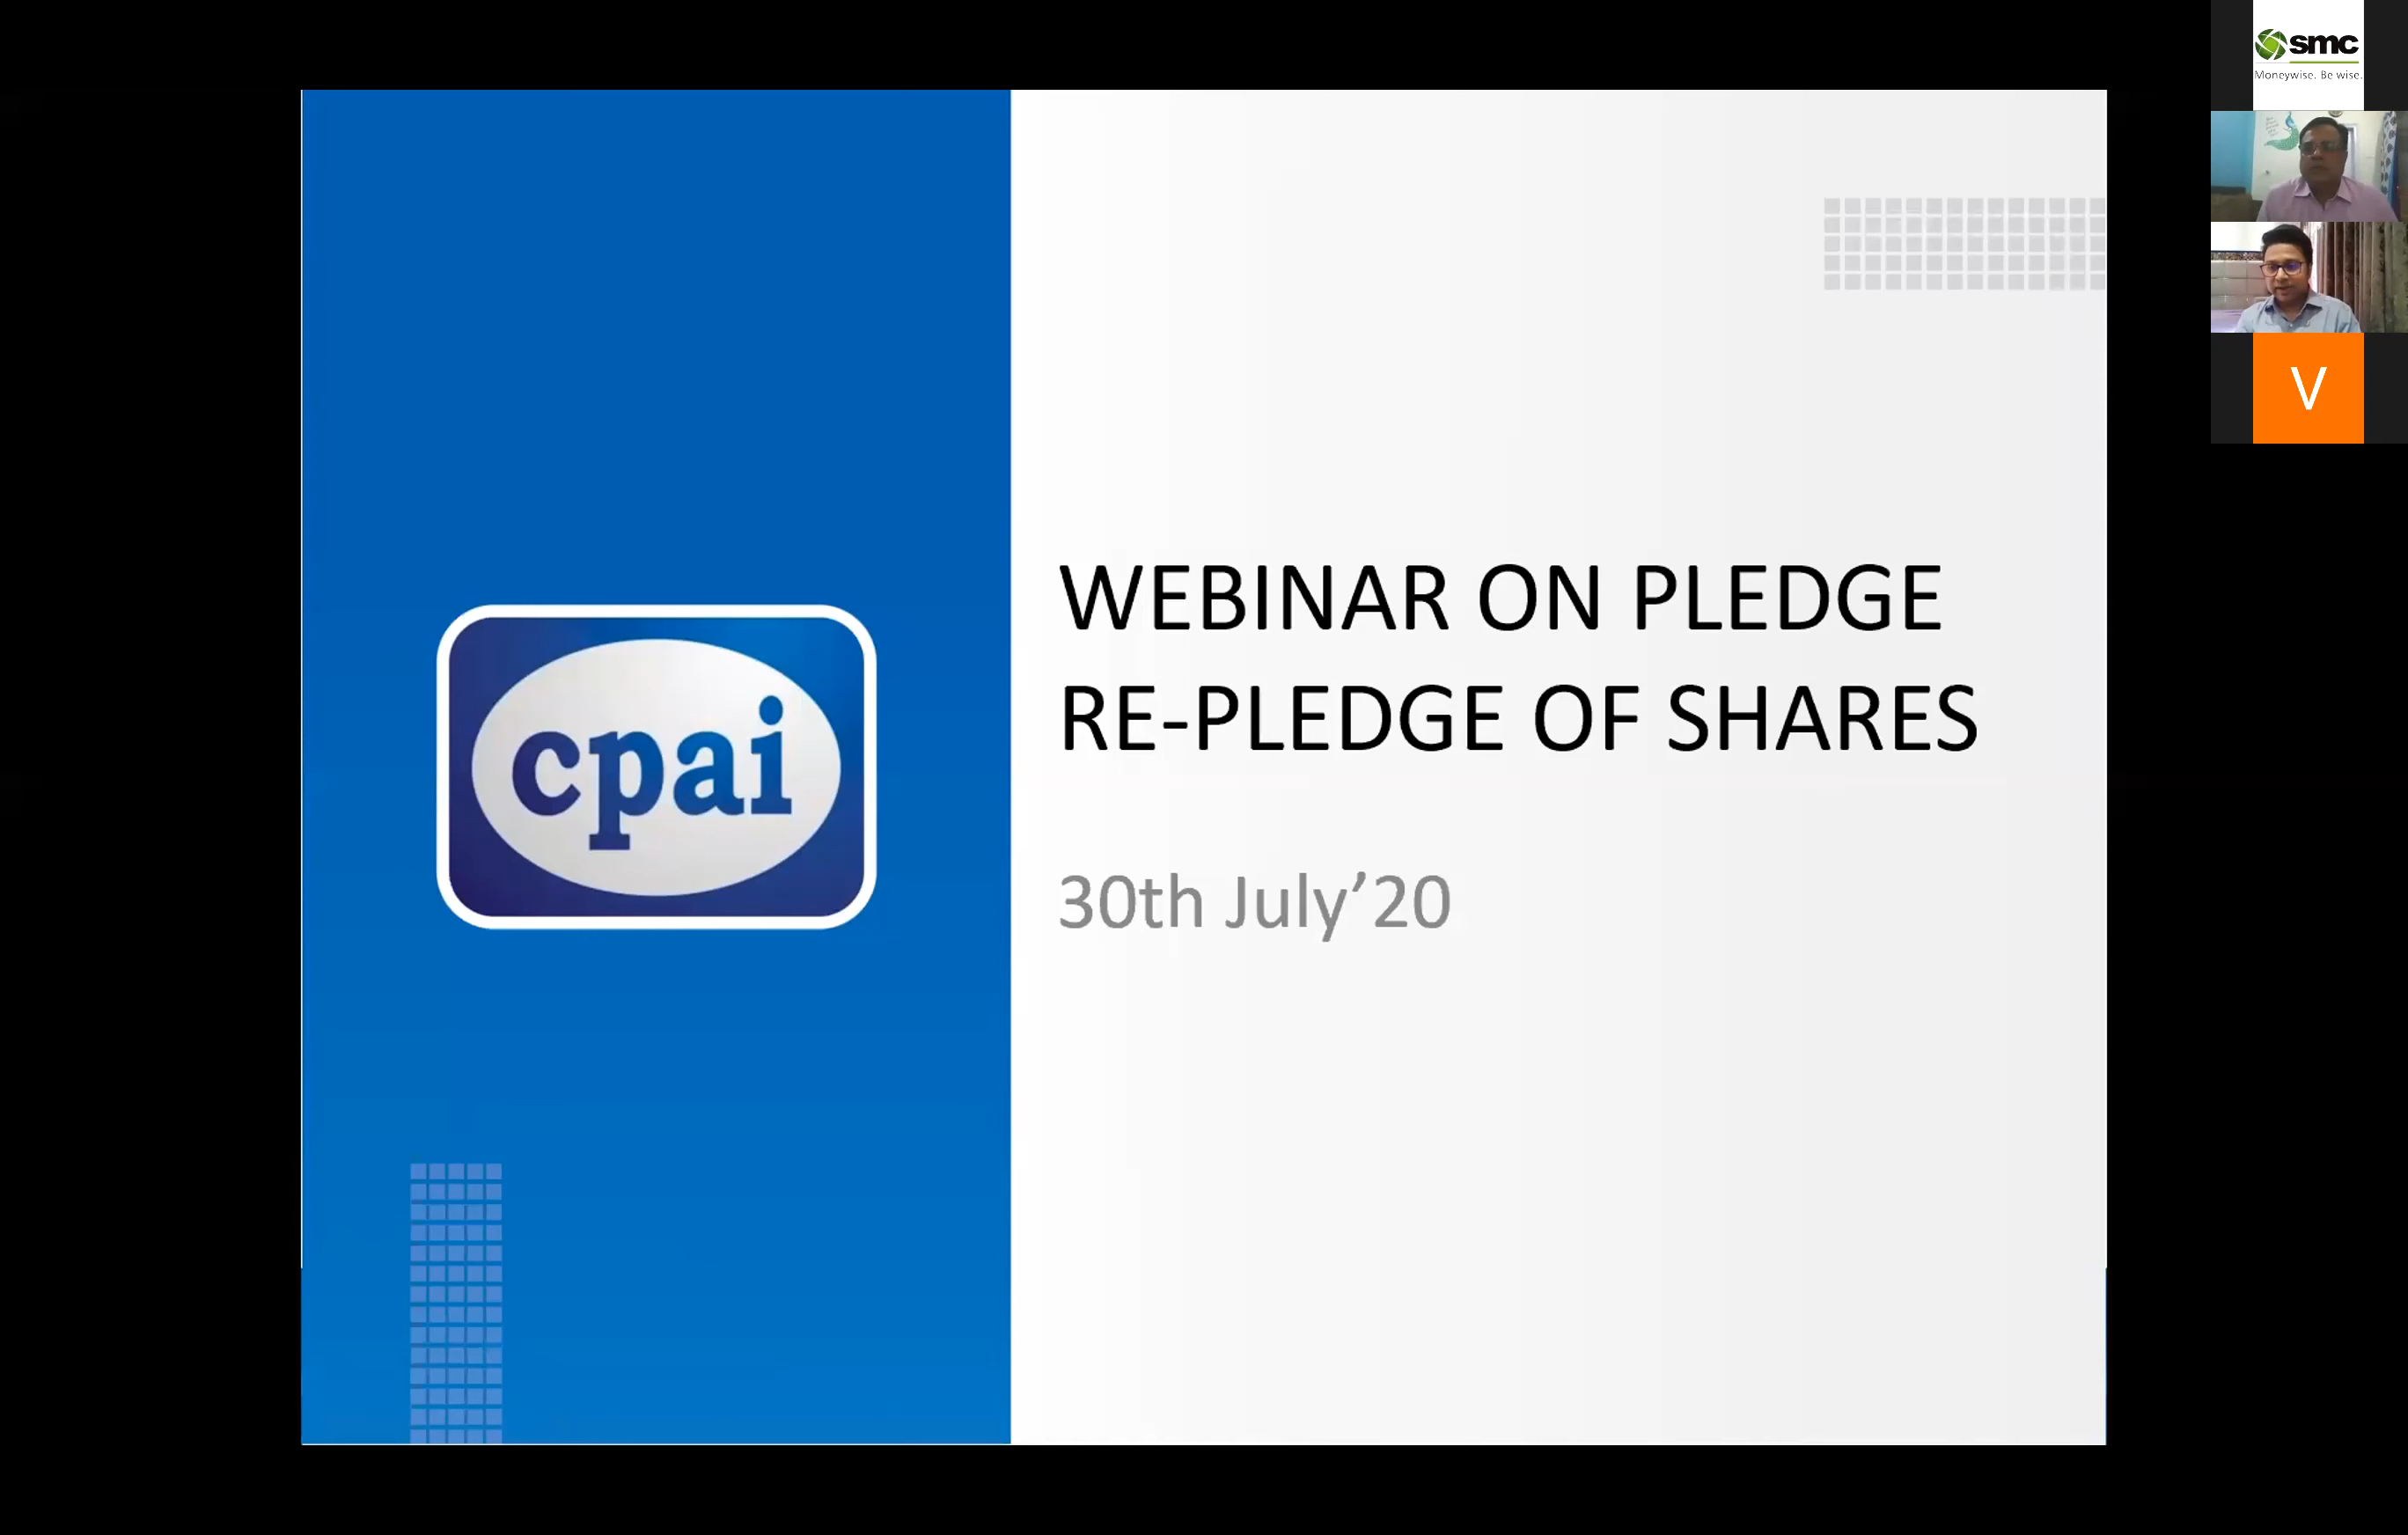 smc
Moneywise. Be wise.
V
cpai
WEBINAR ON PLEDGE
RE-PLEDGE OF SHARES
30th July'20